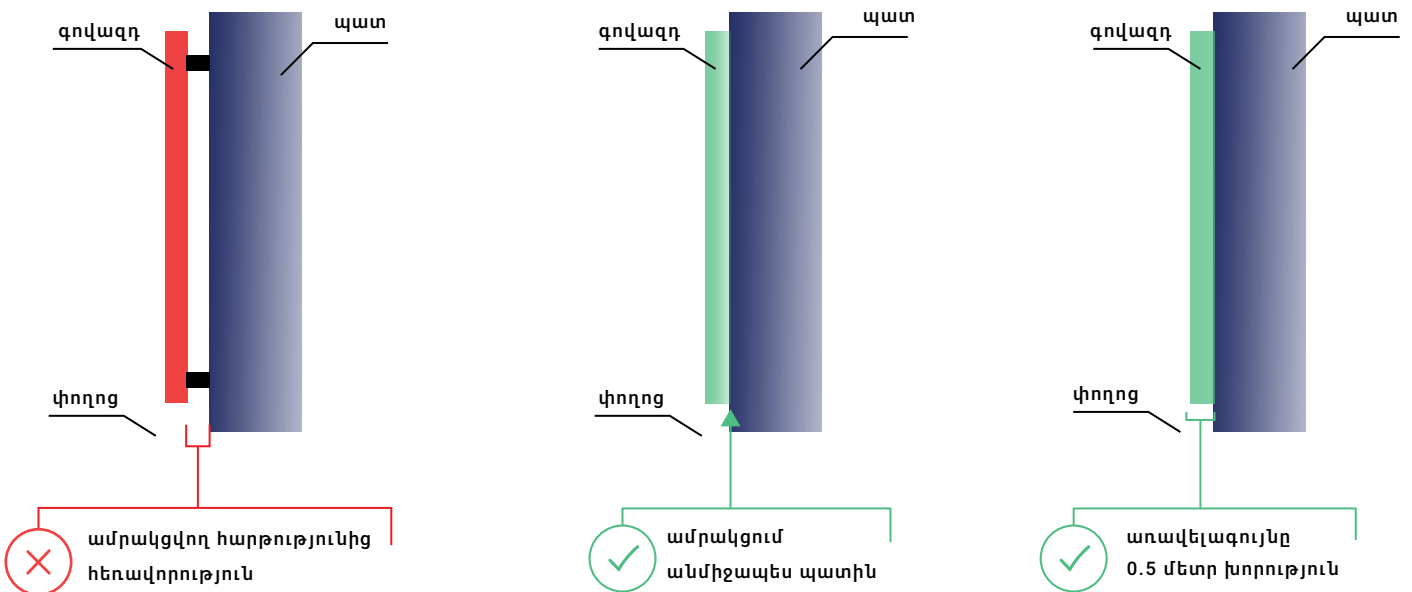 գովազդ
պատ
փողոց
ամրակցվող հարթությունից
հեռավորություն
գովազդ
պատ
փողոց
ամրակցում
անմիջապես պատին
գովազդ
պատ
փողոց
առավելագույնը
0.5 մետր խորություն